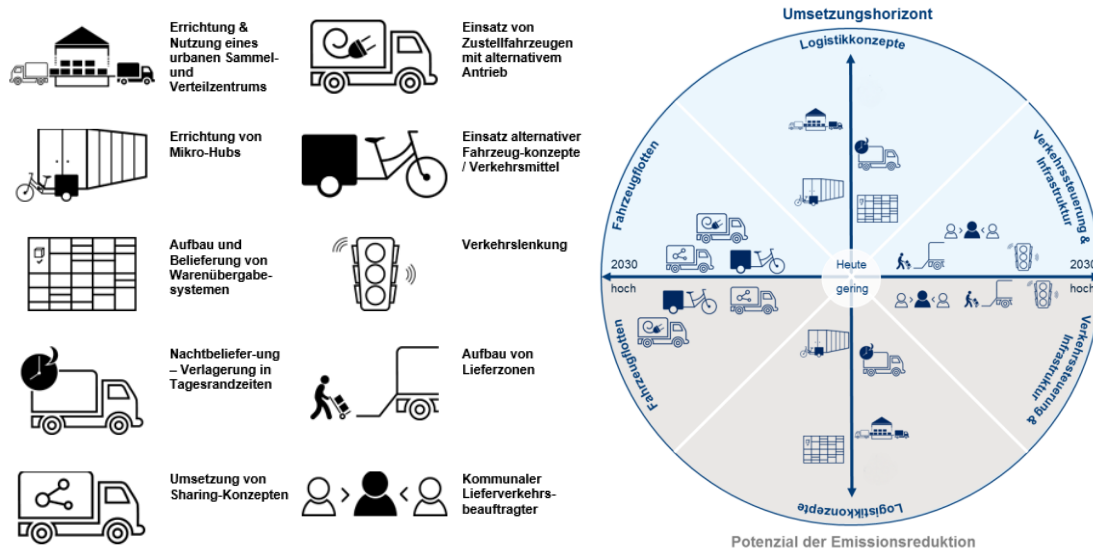 Errichtung &
Nutzung eines
urbanen Sammel-
und
Verteilzentrums
Einsatz von
Zustellfahrzeugen
mit alternativem
Antrieb
Errichtung von
Mikro-Hubs
Einsatz alternativer
Fahrzeug-konzepte
/ Verkehrsmittel
Aufbau und
Belieferung von
Warenübergabe-
systemen
Verkehrslenkung
Nachtbeliefer-ung
– Verlagerung in
Tagesrandzeiten
Aufbau von
Lieferzonen
Umsetzung von
Sharing-Konzepten
Kommunaler
Lieferverkehrs-
beauftragter
Umsetzungshorizont
Logistikkonzepte
Fahrzeugflotten
Verkehrssteuerung &
Infrastruktur
2030
Heute
2030
hoch
gering
hoch
Fahrzeugflotten
Verkehrssteuerung &
Infrastruktur
Logistikkonzepte
Potenzial der Emissionsreduktion